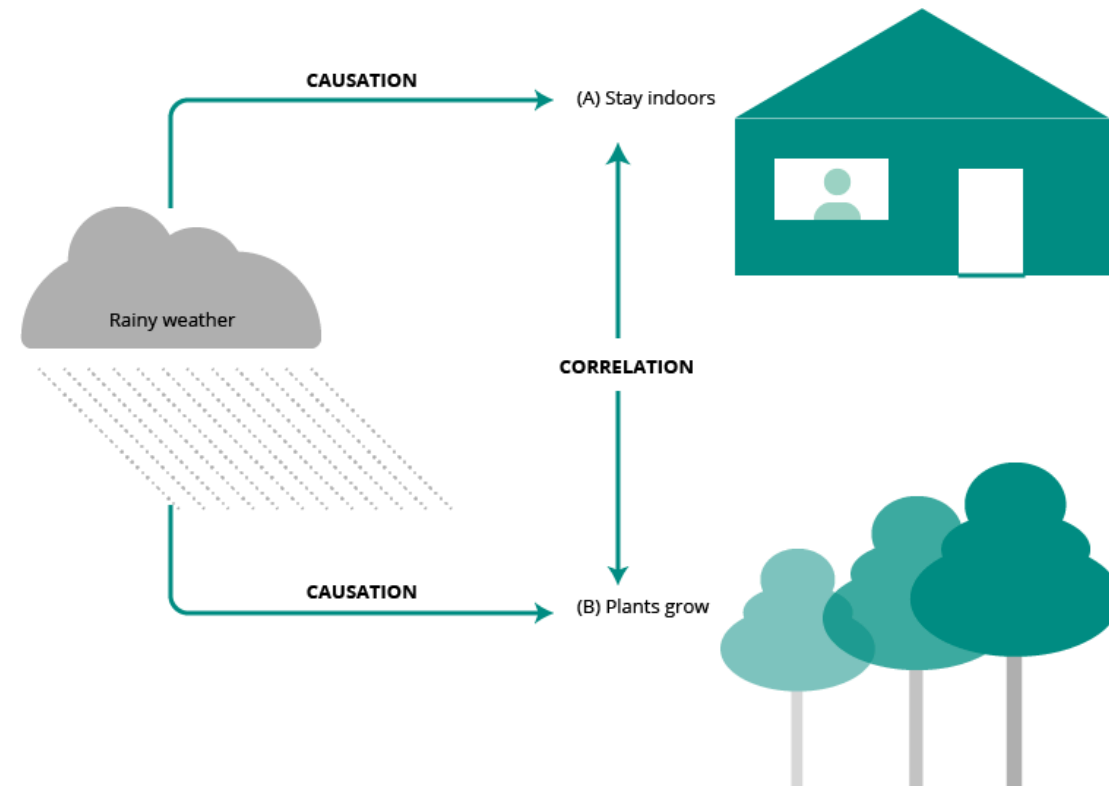 CAUSATION
(A) Stay indoors
Rainy weather
CORRELATION
CAUSATION
(B) Plants grow